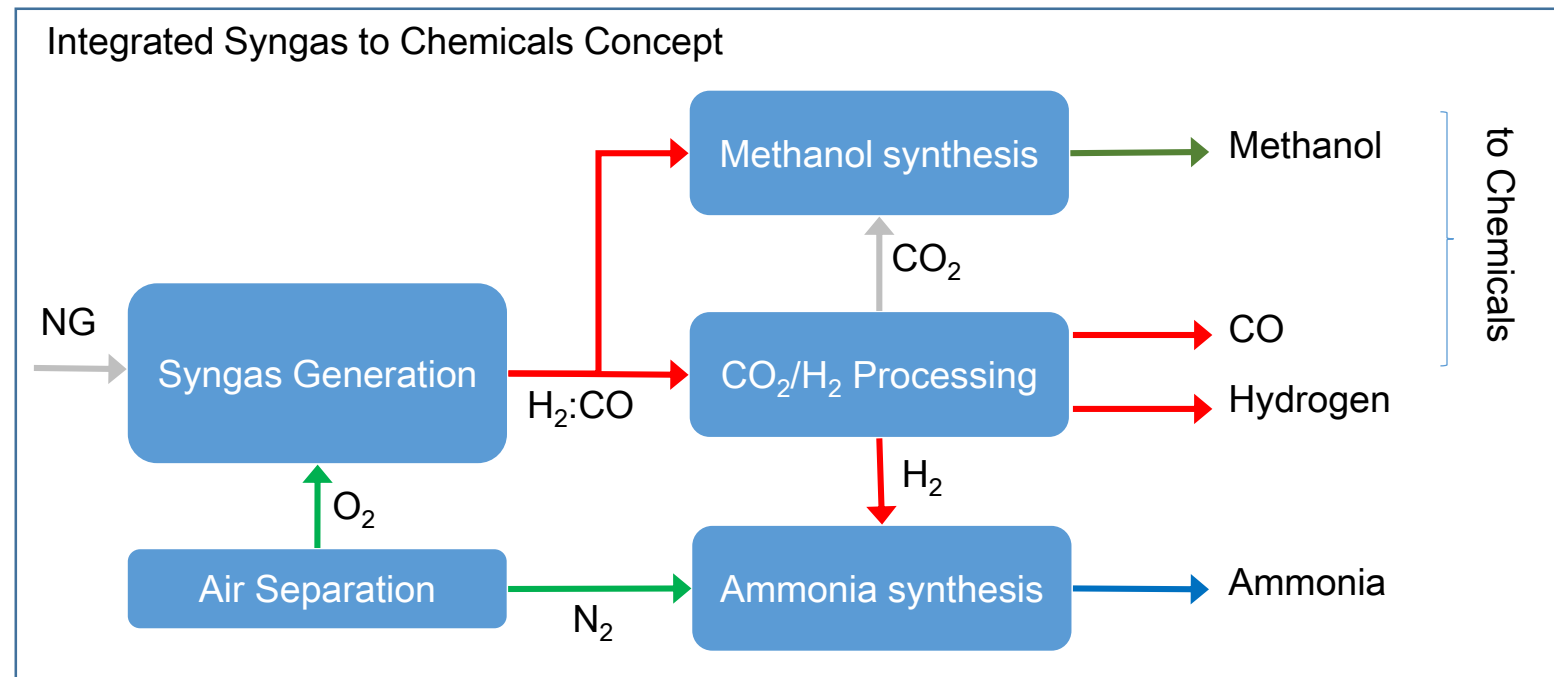 Integrated Syngas to Chemicals Concept
Methanol synthesis
Methanol
to Chemicals
CO₂
NG
Syngas Generation
H₂:CO
CO₂/H₂ Processing
CO
Hydrogen
H₂
O₂
Air Separation
N₂
Ammonia synthesis
Ammonia